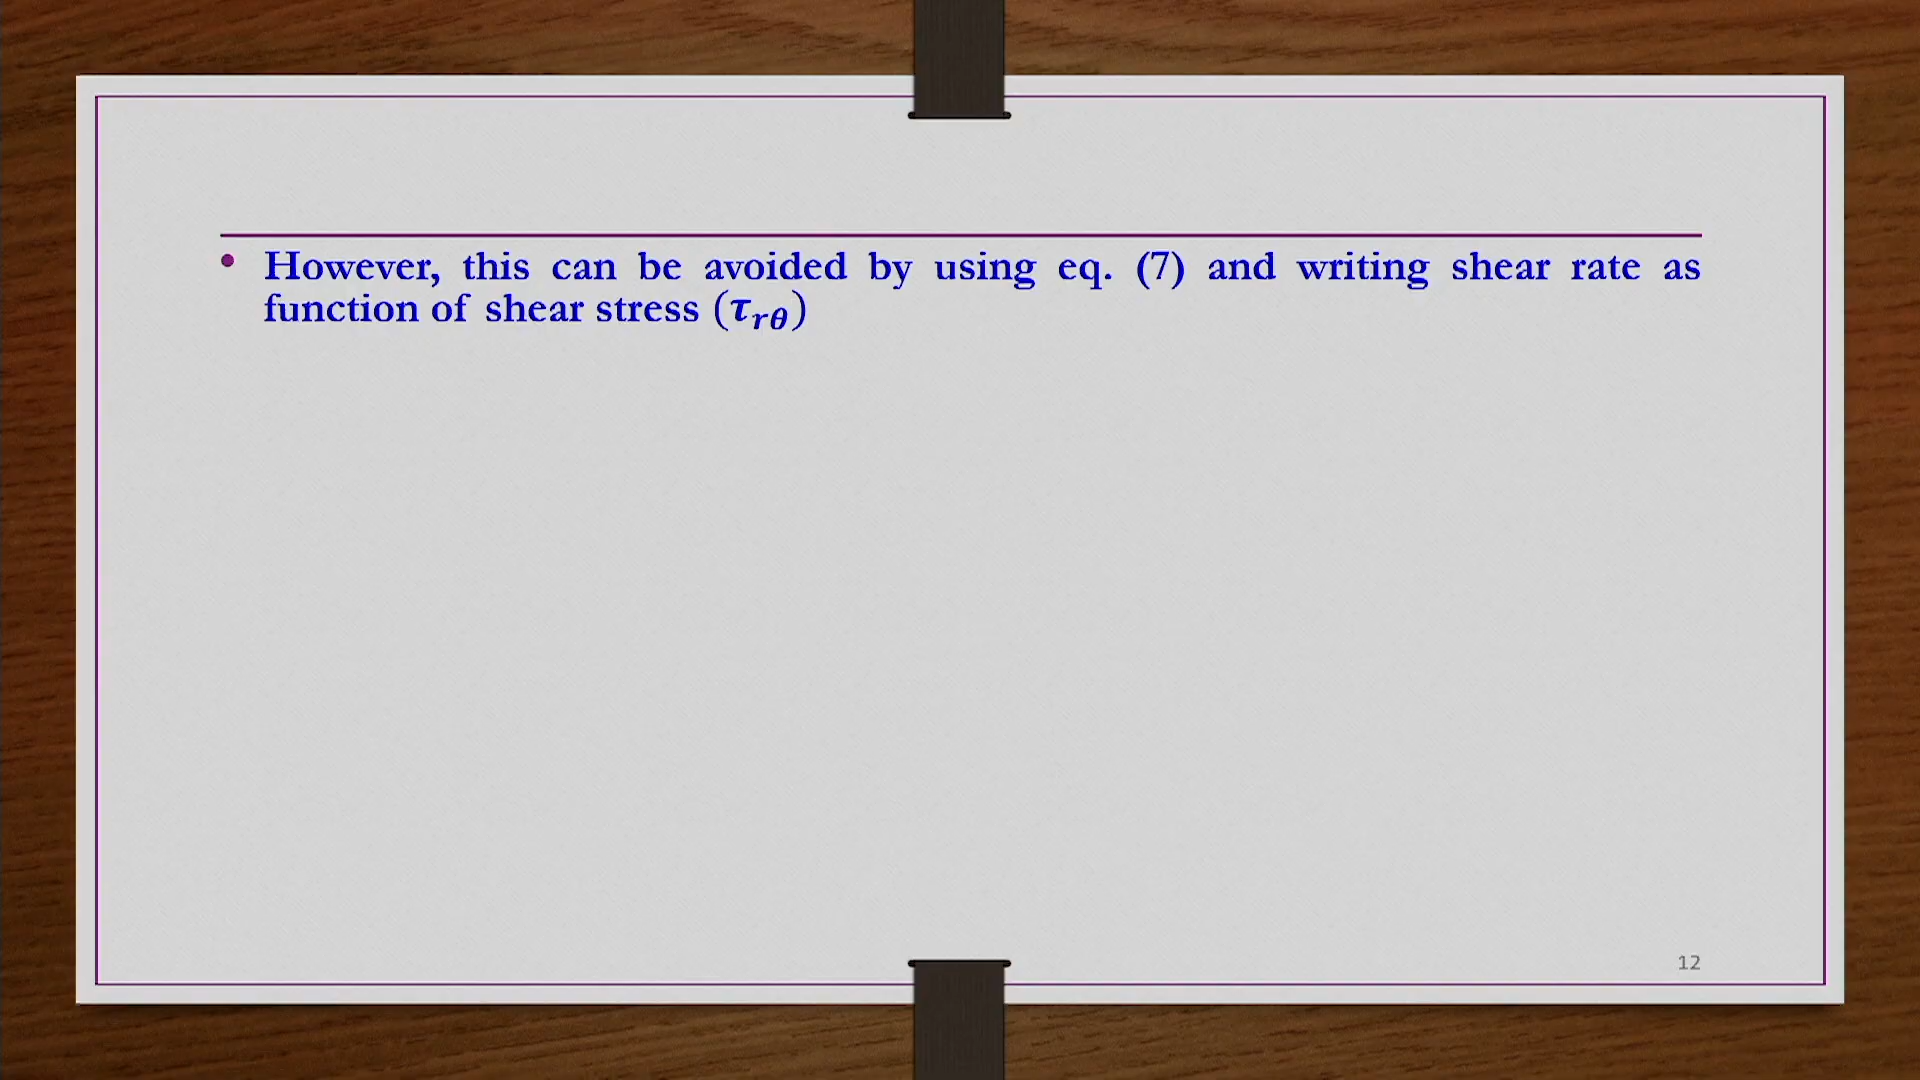 • However, this can be avoided by using eq. (7) and writing shear rate as
function of shear stress (τrθ)
12